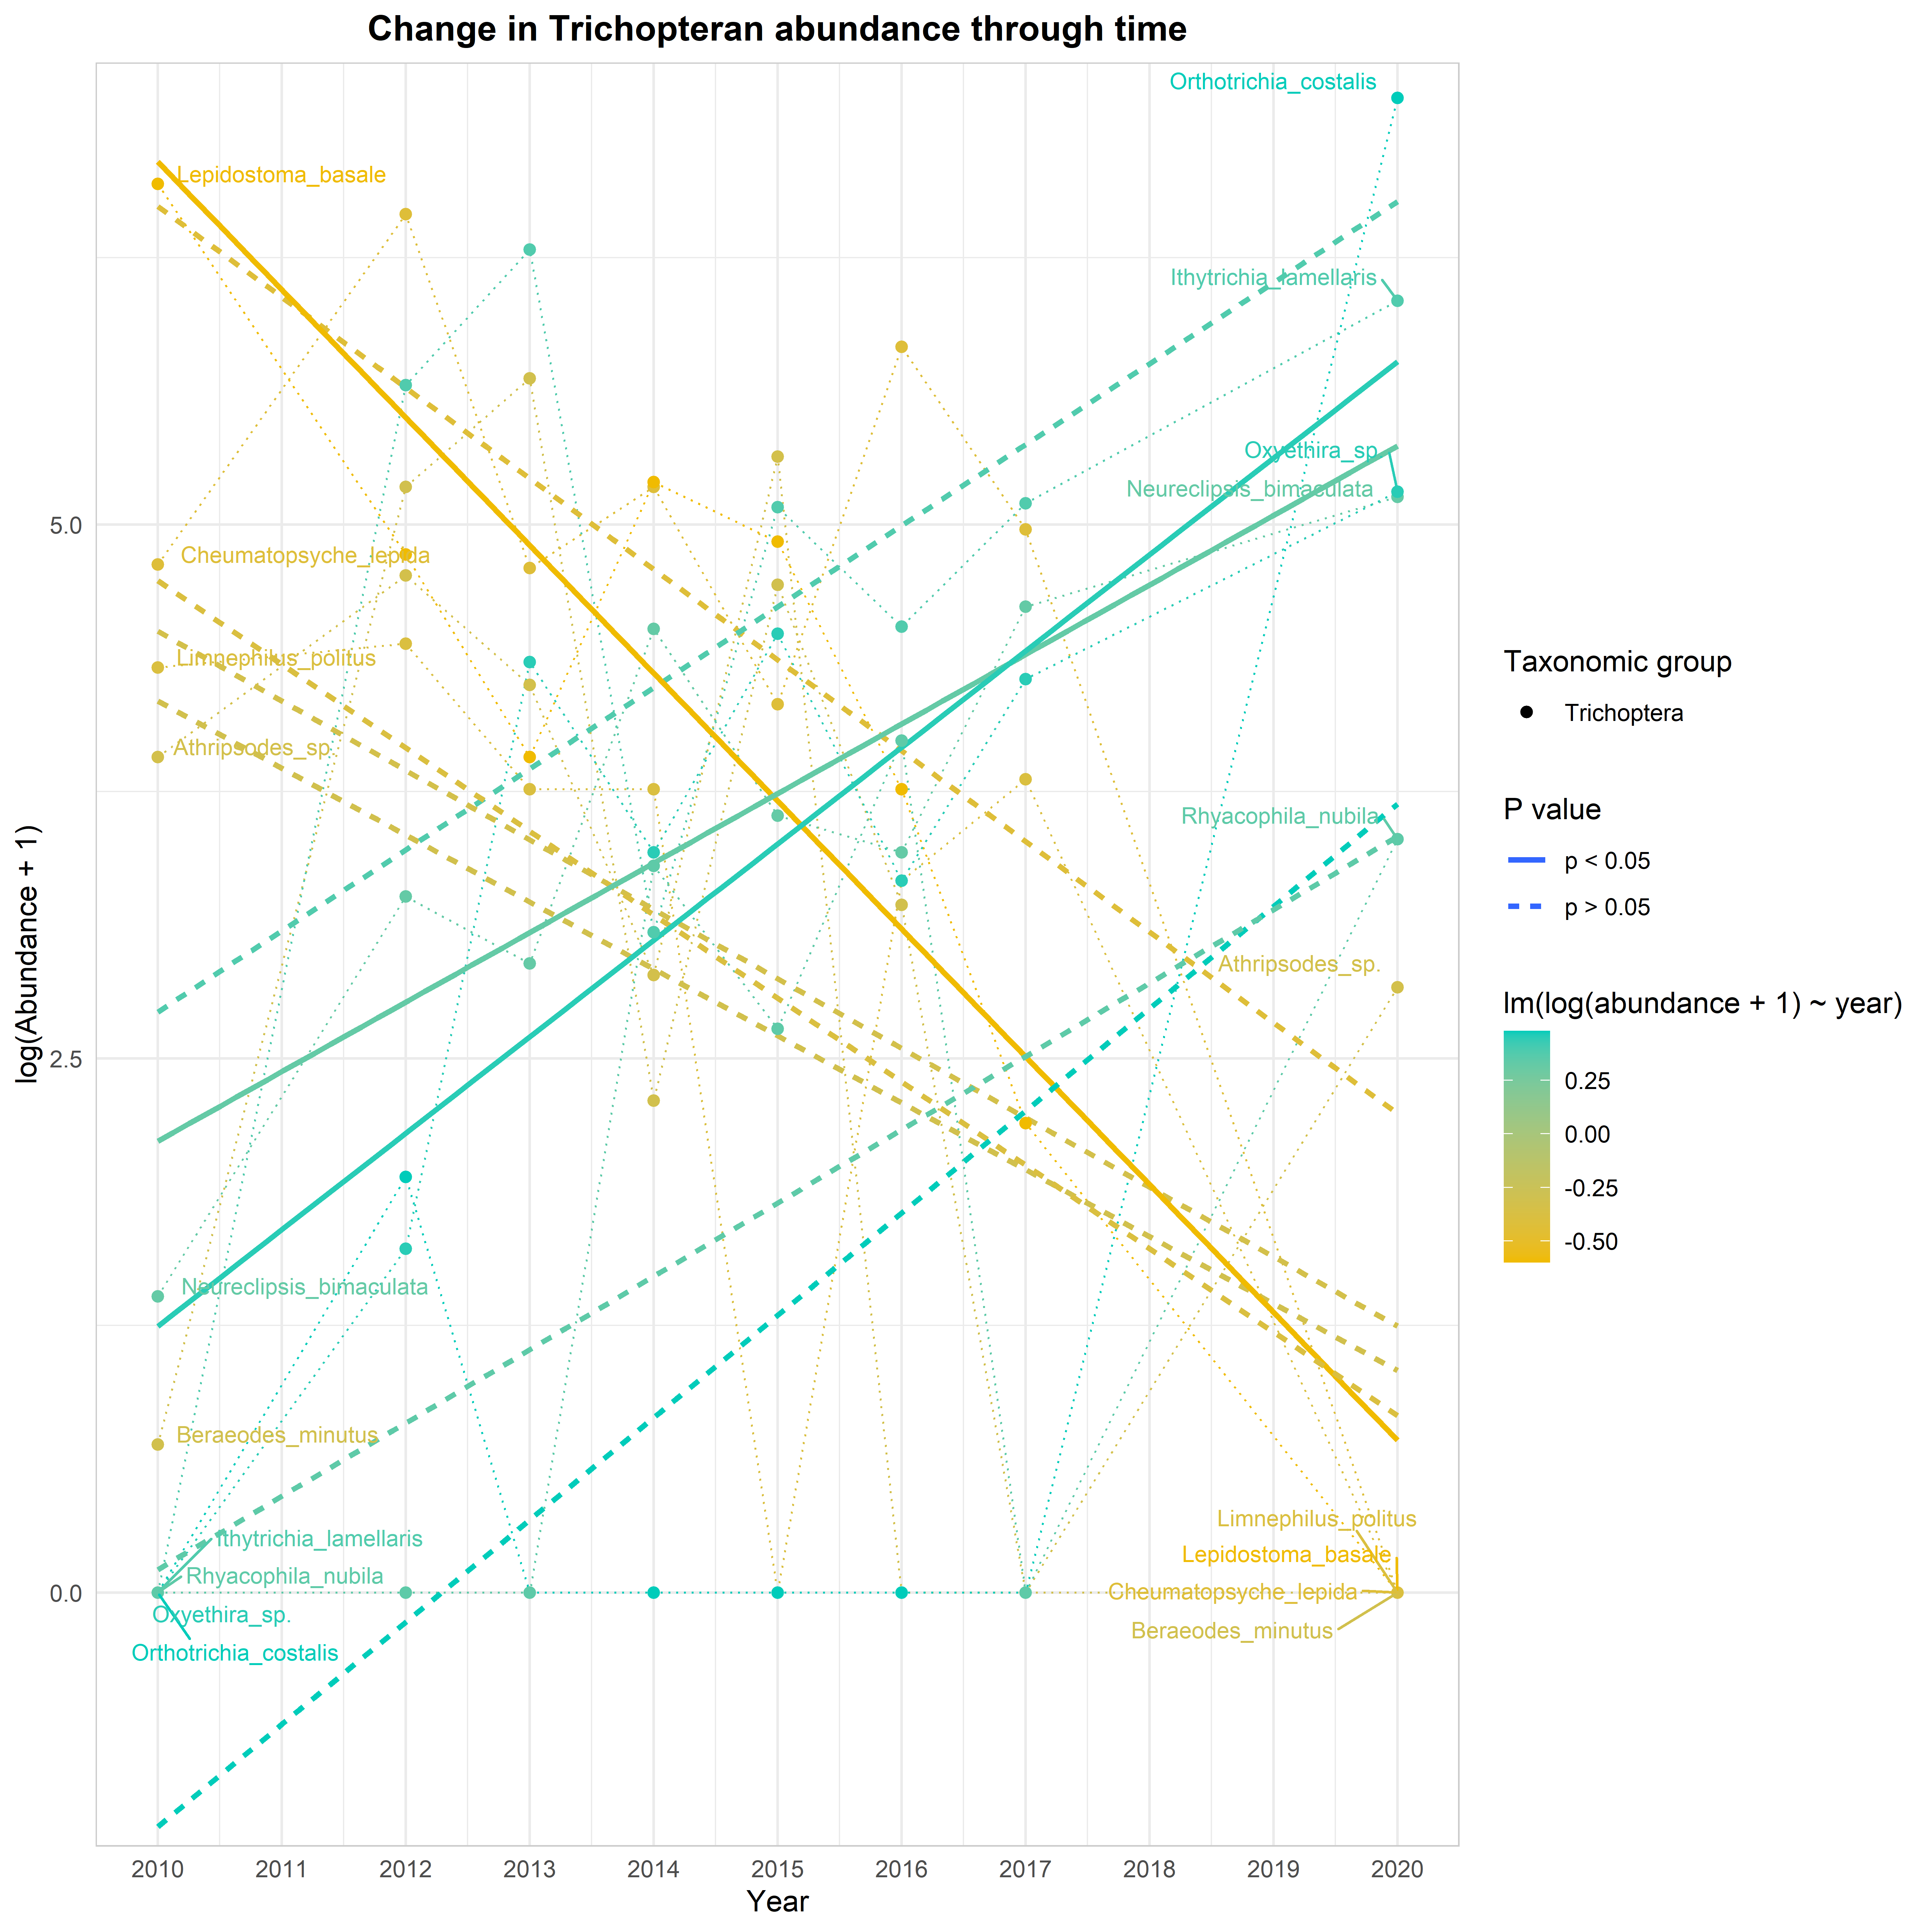 Change in Trichopteran abundance through time
Orthotrichia_costalis
Lepidostoma_basale
Ithytrichia_lamellaris
Oxyethira_sp
Neureclipsis_bimaculata
5.0
Cheumatopsyche_lepida
Limnephilus_politus
Athripsodes_sp.
Taxonomic group
Trichoptera
P value
p < 0.05
p > 0.05
Rhyacophila_nubila
Athripsodes_sp.
lm(log(abundance + 1) ~ year)
0.25
0.00
-0.25
-0.50
log(Abundance + 1)
2.5
Neureclipsis_bimaculata
Beraeodes_minutus
Limnephilus_politus
Ithytrichia_lamellaris
Lepidostoma_basale
Rhyacophila_nubila
Cheumatopsyche_lepida
0.0
Oxyethira_sp.
Beraeodes_minutus
Orthotrichia_costalis
2010 2011 2012 2013 2014 2015 2016 2017 2018 2019 2020
Year